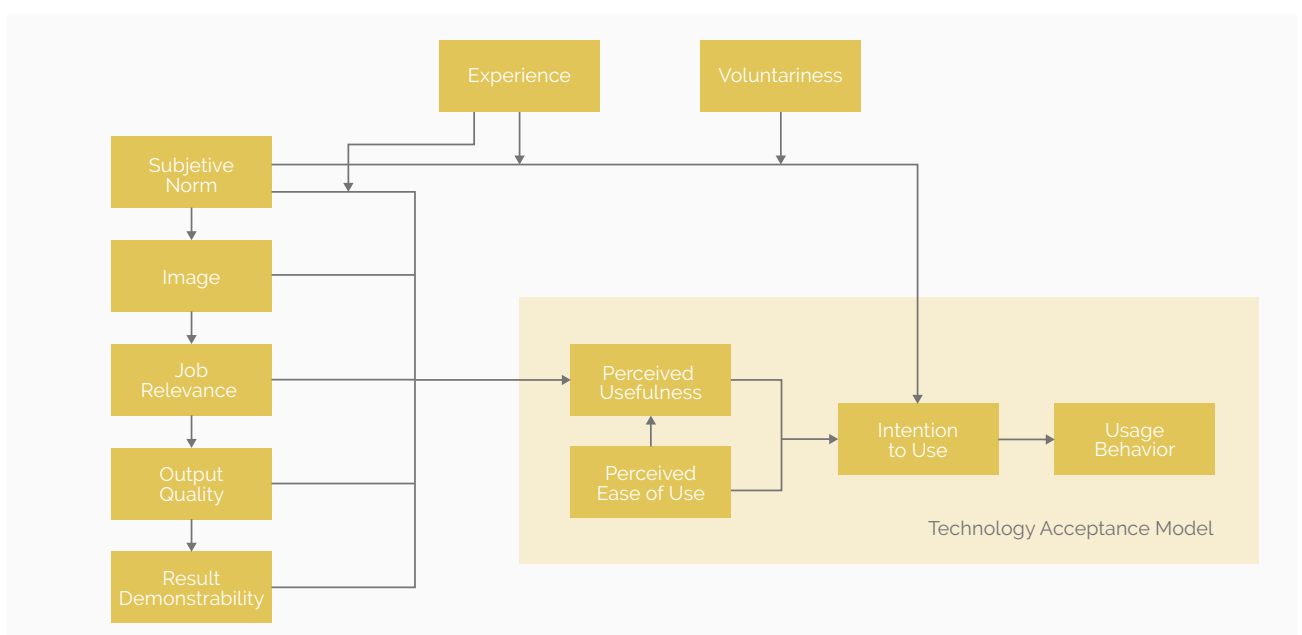 Experience
Voluntariness
Subjetive
Norm
Image
Job
Relevance
Output
Quality
Result
Demonstrability
Perceived
Usefulness
Perceived
Ease of Use
Intention
to Use
Usage
Behavior
Technology Acceptance Model